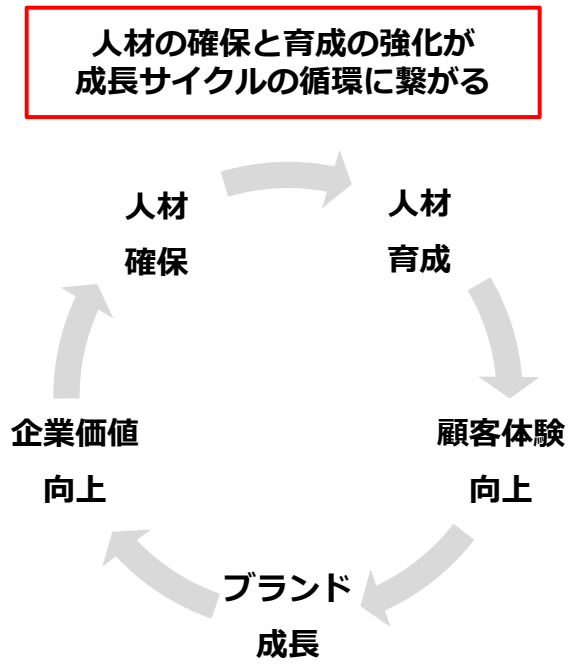 人材の確保と育成の強化が
成長サイクルの循環に繋がる
人材
確保
人材
育成
顧客体験
向上
ブランド
成長
企業価値
向上